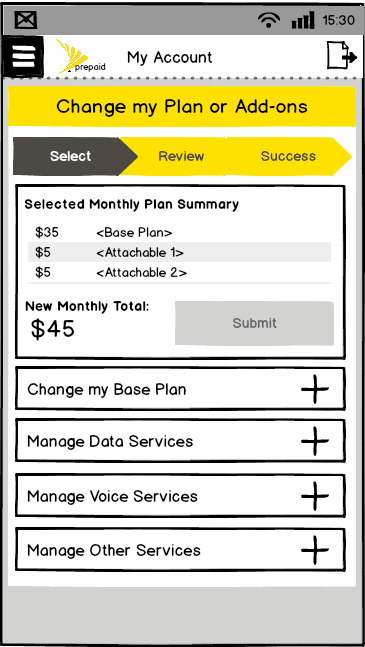 15:30
prepaid
My Account
Change my Plan or Add-ons
Select Review Success
Selected Monthly Plan Summary
$35 <Base Plan>
$5 <Attachable 1>
$5 <Attachable 2>
New Monthly Total:
$45
Submit
Change my Base Plan
Manage Data Services
Manage Voice Services
Manage Other Services